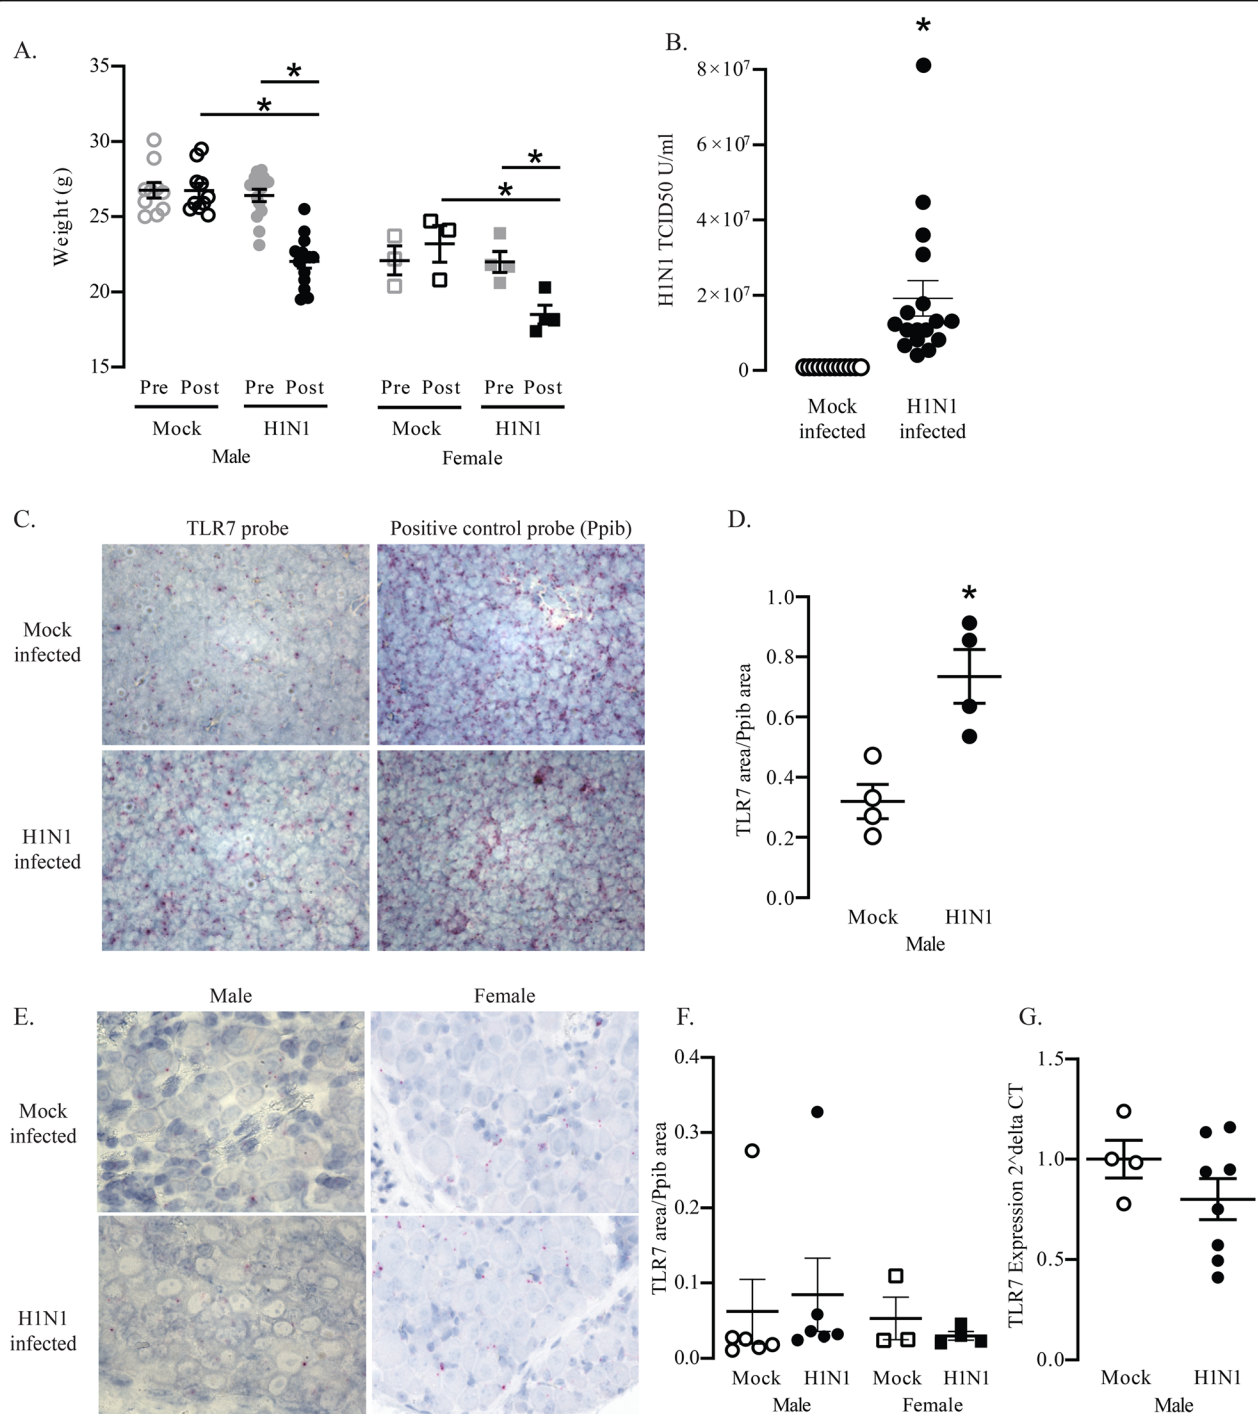 A.
35
30
25
20
15
Weight (g)
*
*
*
*
Pre Post Pre Post Pre Post Pre Post
Mock H1N1 Mock H1N1
Male Female
B.
*
8×10⁷
6×10⁷
4×10⁷
2×10⁷
0
H1N1 TCID50 U/ml
Mock infected
H1N1 infected
C.
TLR7 probe
Positive control probe (Ppib)
Mock
infected
H1N1
infected
D.
*
1.0
0.8
0.6
0.4
0.2
0.0
TLR7 area/Ppib area
Mock H1N1
Male
E.
Male Female
Mock
infected
H1N1
infected
F.
0.4
0.3
0.2
0.1
0.0
TLR7 area/Ppib area
Mock H1N1 Mock H1N1
Male Female
G.
1.5
1.0
0.5
0.0
TLR7 Expression 2^delta CT
Mock H1N1
Male